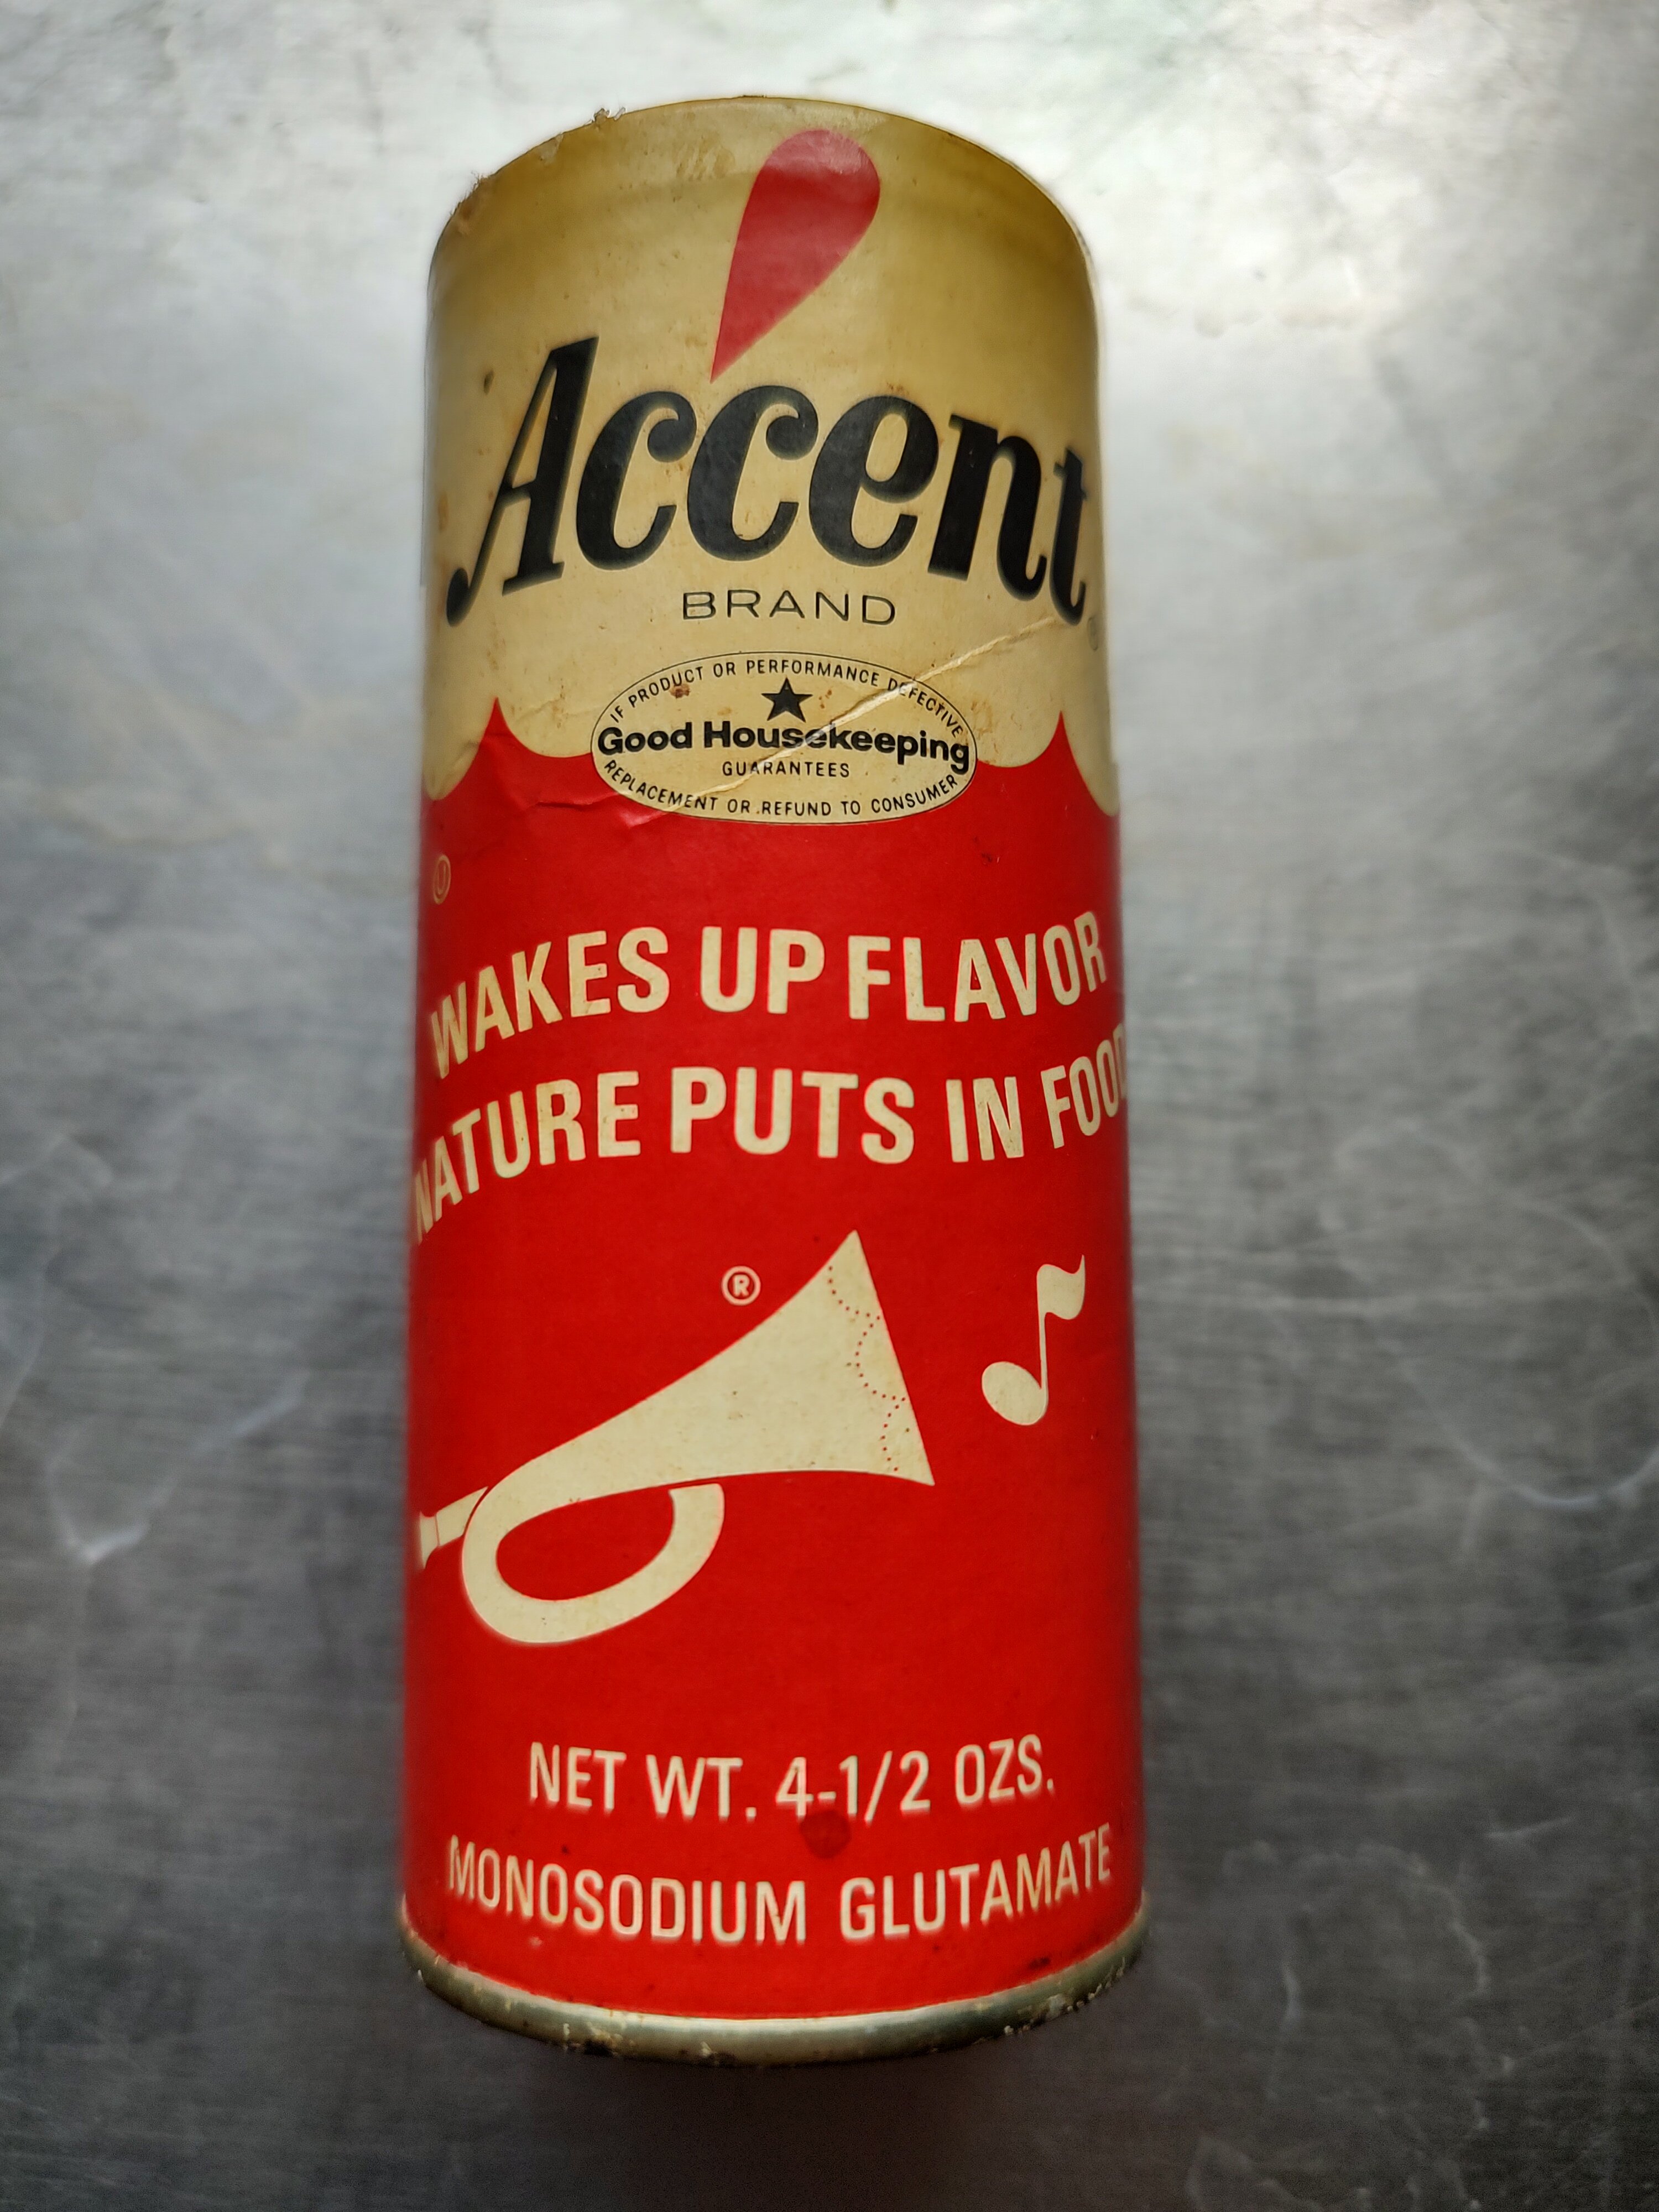 Accent®
BRAND
IF PRODUCT OR PERFORMANCE DEFECTIVE
Good Housekeeping
GUARANTEES
REPLACEMENT OR REFUND TO CONSUMER
Ⓤ
WAKES UP FLAVOR
NATURE PUTS IN FOOD
®
NET WT. 4-1/2 OZS.
MONOSODIUM GLUTAMATE